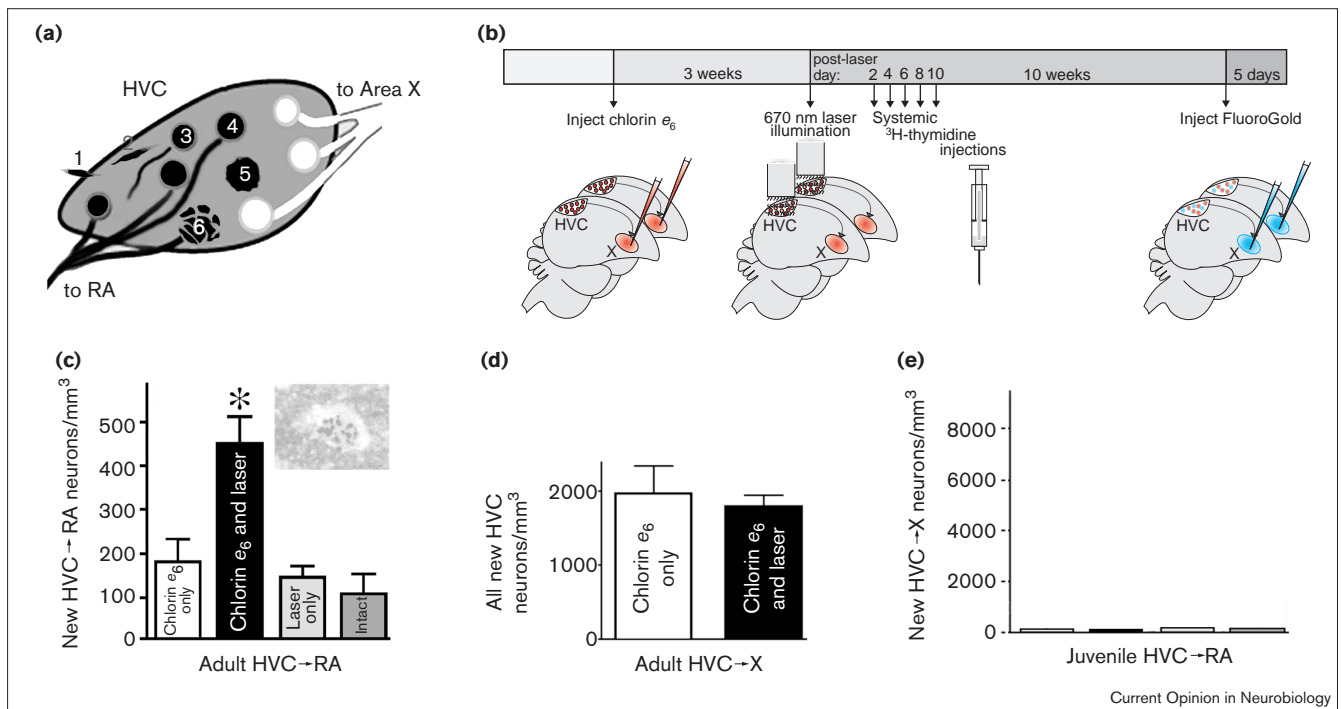 (a)
HVC
to Area X
1
2
3
4
5
6
to RA
(b)
3 weeks
post-laser
day:
2 4 6 8 10
10 weeks
5 days
Inject chlorin e6
670 nm laser
illumination
Systemic
³H-thymidine
injections
Inject FluoroGold
HVC
X
HVC
X
HVC
X
(c)
New HVC→RA neurons/mm³
500
400
300
200
100
0
*
Chlorin e6
only
Chlorin e6 and laser
Laser
only
Intact
Adult HVC→RA
(d)
All new HVC
neurons/mm³
2000
1000
0
Chlorin e6
only
Chlorin e6
and laser
Adult HVC→X
(e)
New HVC→X neurons/mm³
8000
6000
4000
2000
0
Juvenile HVC→RA
Current Opinion in Neurobiology